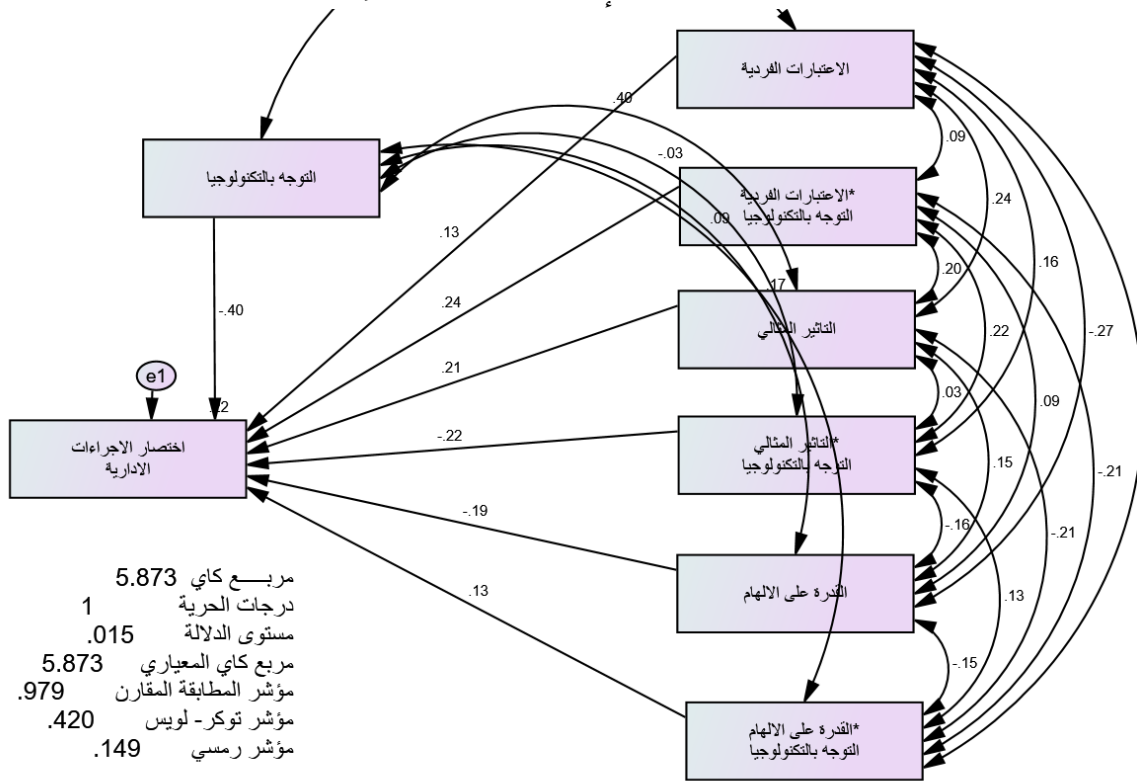 الاعتبارات الفردية
.40
.09
التوجه بالتكنولوجيا
-.03
*الاعتبارات الفردية
التوجه بالتكنولوجيا
.09
.24
.13
.20
.16
.17
.24
التاثير المثالي
-.40
.22
-.27
.21
.03
.09
e1
.22
*التاثير المثالي
التوجه بالتكنولوجيا
-.22
.15
-.21
اختصار الاجراءات
الادارية
-.19
-.16
-.21
القدرة على الالهام
.13
.13
مربـــع كاي 5.873
درجات الحرية 1
مستوى الدلالة .015
مربع كاي المعياري 5.873
مؤشر المطابقة المقارن .979
مؤشر توكر- لويس .420
مؤشر رمسي .149
-.15
*القدرة على الالهام
التوجه بالتكنولوجيا